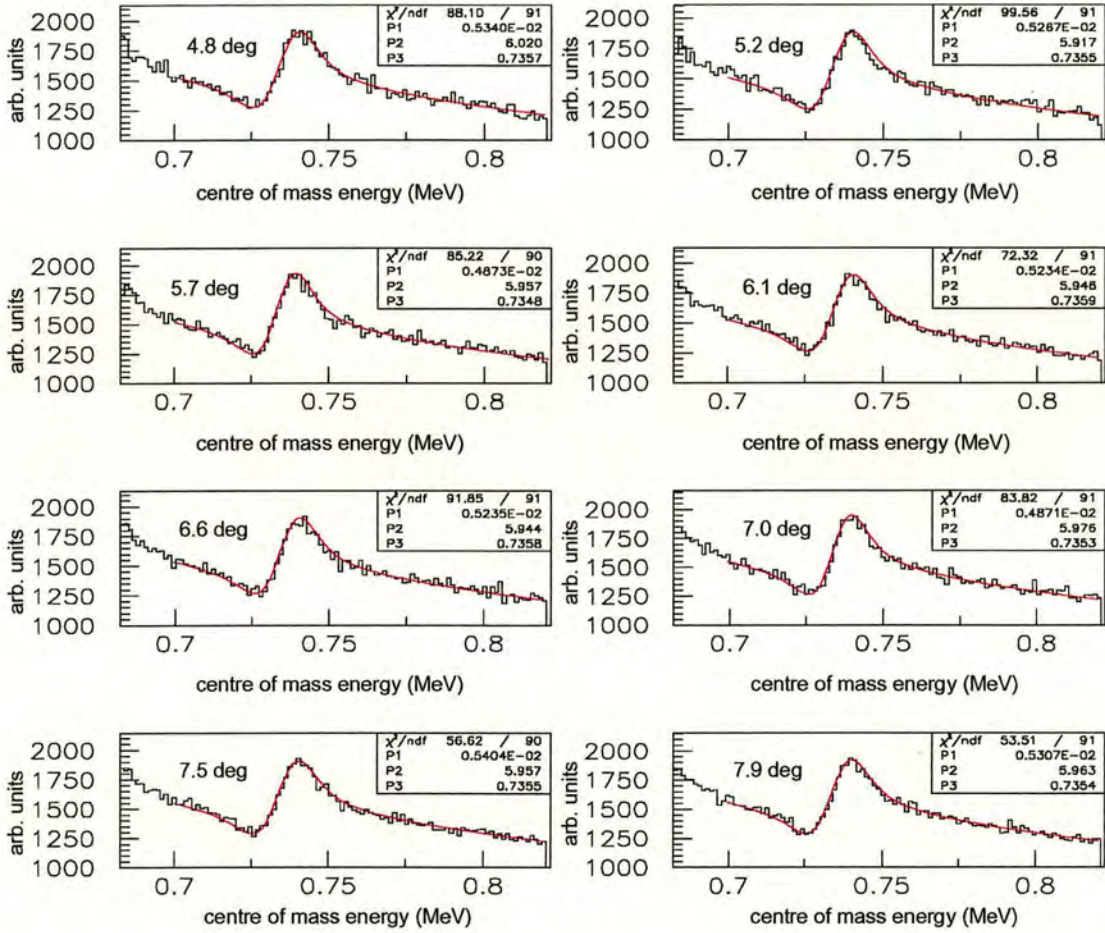 2000
1750
1500
1250
1000
arb. units
4.8 deg
χ²/ndf 88.10 / 91
P1 0.5340E-02
P2 6.020
P3 0.7357
0.7 0.75 0.8
centre of mass energy (MeV)
2000
1750
1500
1250
1000
arb. units
5.2 deg
χ²/ndf 99.56 / 91
P1 0.5267E-02
P2 5.917
P3 0.7355
0.7 0.75 0.8
centre of mass energy (MeV)
2000
1750
1500
1250
1000
arb. units
5.7 deg
χ²/ndf 85.22 / 90
P1 0.4873E-02
P2 5.957
P3 0.7348
0.7 0.75 0.8
centre of mass energy (MeV)
2000
1750
1500
1250
1000
arb. units
6.1 deg
χ²/ndf 72.32 / 91
P1 0.5234E-02
P2 5.946
P3 0.7359
0.7 0.75 0.8
centre of mass energy (MeV)
2000
1750
1500
1250
1000
arb. units
6.6 deg
χ²/ndf 91.85 / 91
P1 0.5235E-02
P2 5.944
P3 0.7358
0.7 0.75 0.8
centre of mass energy (MeV)
2000
1750
1500
1250
1000
arb. units
7.0 deg
χ²/ndf 83.82 / 91
P1 0.4871E-02
P2 5.976
P3 0.7353
0.7 0.75 0.8
centre of mass energy (MeV)
2000
1750
1500
1250
1000
arb. units
7.5 deg
χ²/ndf 56.62 / 90
P1 0.5404E-02
P2 5.957
P3 0.7355
0.7 0.75 0.8
centre of mass energy (MeV)
2000
1750
1500
1250
1000
arb. units
7.9 deg
χ²/ndf 53.51 / 91
P1 0.5307E-02
P2 5.963
P3 0.7354
0.7 0.75 0.8
centre of mass energy (MeV)